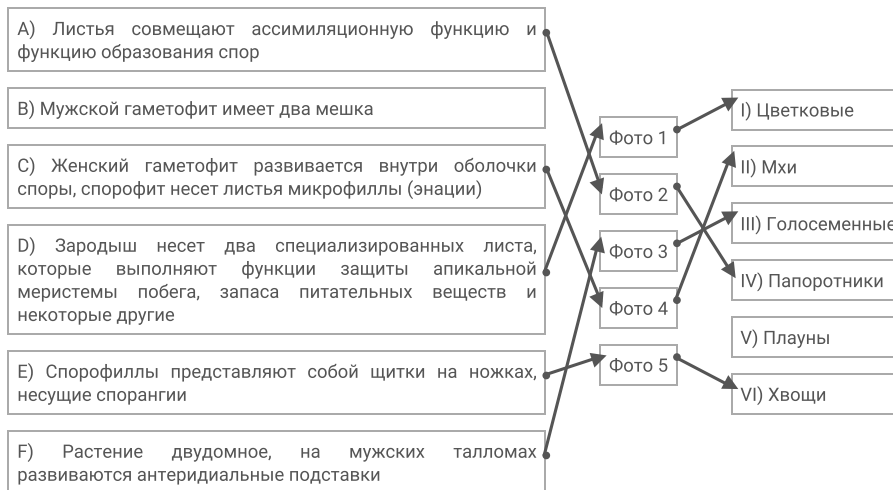 A) Листья совмещают ассимиляционную функцию и
функцию образования спор
B) Мужской гаметофит имеет два мешка
C) Женский гаметофит развивается внутри оболочки
споры, спорофит несет листья микрофиллы (энации)
D) Зародыш несет два специализированных листа,
которые выполняют функции защиты апикальной
меристемы побега, запаса питательных веществ и
некоторые другие
E) Спорофиллы представляют собой щитки на ножках,
несущие спорангии
F) Растение двудомное, на мужских талломах
развиваются антеридиальные подставки
Фото 1
Фото 2
Фото 3
Фото 4
Фото 5
I) Цветковые
II) Мхи
III) Голосеменные
IV) Папоротники
V) Плауны
VI) Хвощи